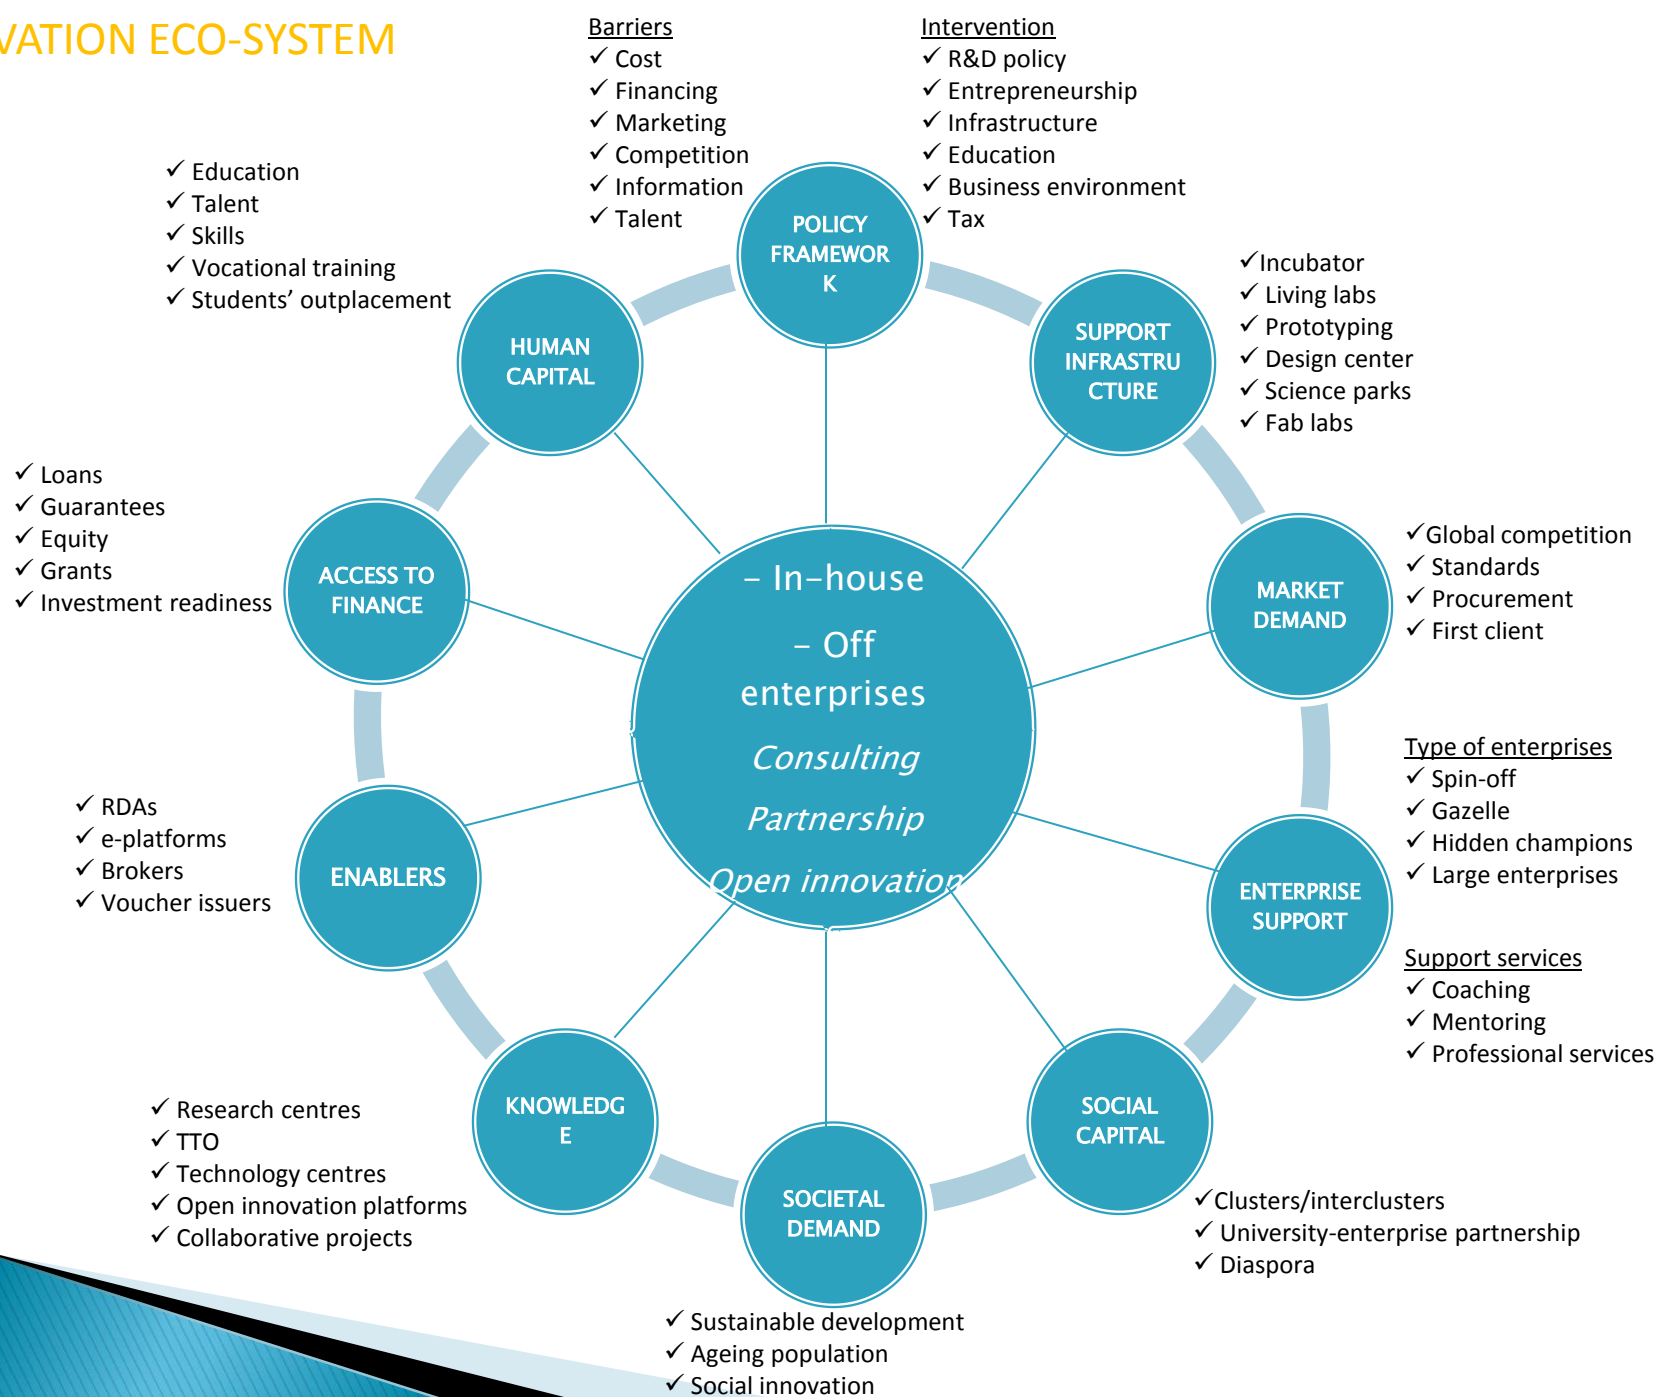 VATION ECO-SYSTEM
Barriers
✓ Cost
✓ Financing
✓ Marketing
✓ Competition
✓ Information
✓ Talent
Intervention
✓ R&D policy
✓ Entrepreneurship
✓ Infrastructure
✓ Education
✓ Business environment
✓ Tax
POLICY
FRAMEWOR
K
✓Incubator
✓ Living labs
✓ Prototyping
✓ Design center
✓ Science parks
✓ Fab labs
SUPPORT
INFRASTRU
CTURE
✓Global competition
✓ Standards
✓ Procurement
✓ First client
MARKET
DEMAND
Type of enterprises
✓ Spin-off
✓ Gazelle
✓ Hidden champions
✓ Large enterprises
ENTERPRISE
SUPPORT
Support services
✓ Coaching
✓ Mentoring
✓ Professional services
SOCIAL
CAPITAL
✓Clusters/interclusters
✓ University-enterprise partnership
✓ Diaspora
SOCIETAL
DEMAND
✓ Sustainable development
✓ Ageing population
✓ Social innovation
KNOWLEDG
E
✓ Research centres
✓ TTO
✓ Technology centres
✓ Open innovation platforms
✓ Collaborative projects
ENABLERS
✓ RDAs
✓ e-platforms
✓ Brokers
✓ Voucher issuers
ACCESS TO
FINANCE
✓ Loans
✓ Guarantees
✓ Equity
✓ Grants
✓ Investment readiness
HUMAN
CAPITAL
✓ Education
✓ Talent
✓ Skills
✓ Vocational training
✓ Students’ outplacement
- In-house
- Off
enterprises
Consulting
Partnership
Open innovation